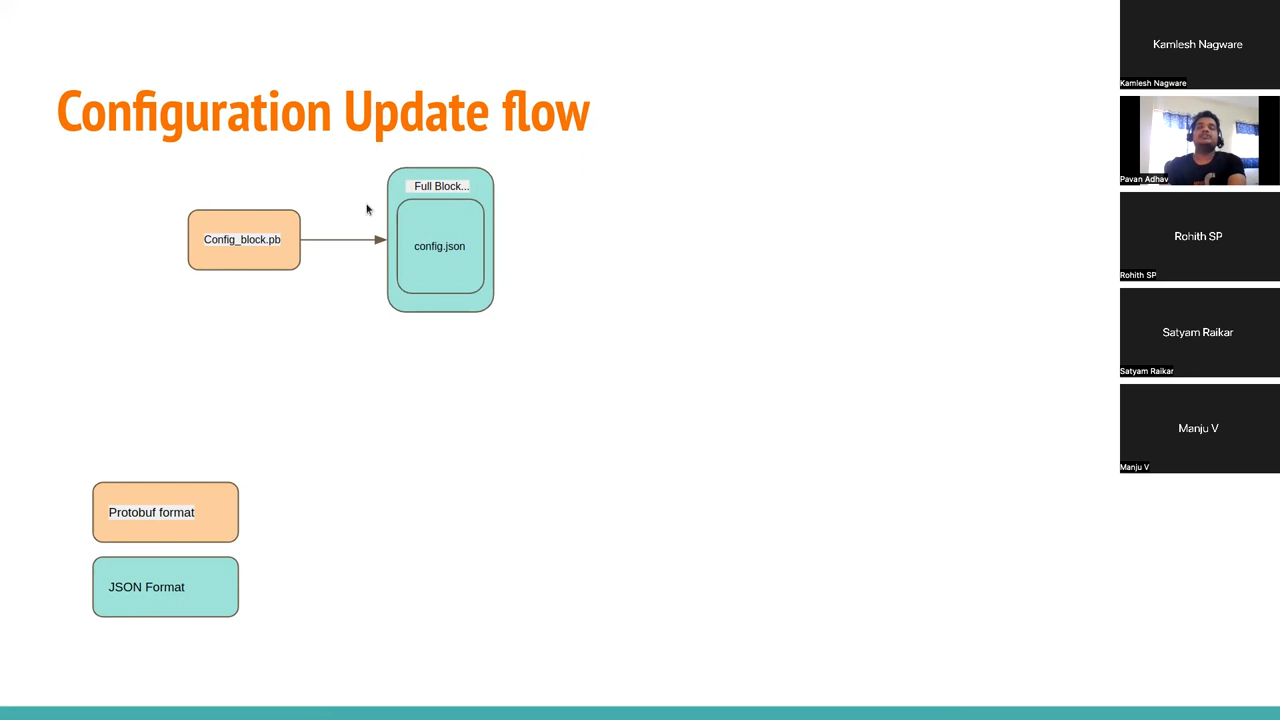 Configuration Update flow
Full Block...
Config_block.pb
config.json
Protobuf format
JSON Format
Kamlesh Nagware
Kamlesh Nagware
Pavan Adhav
Rohith SP
Rohith SP
Satyam Raikar
Satyam Raikar
Manju V
Manju V